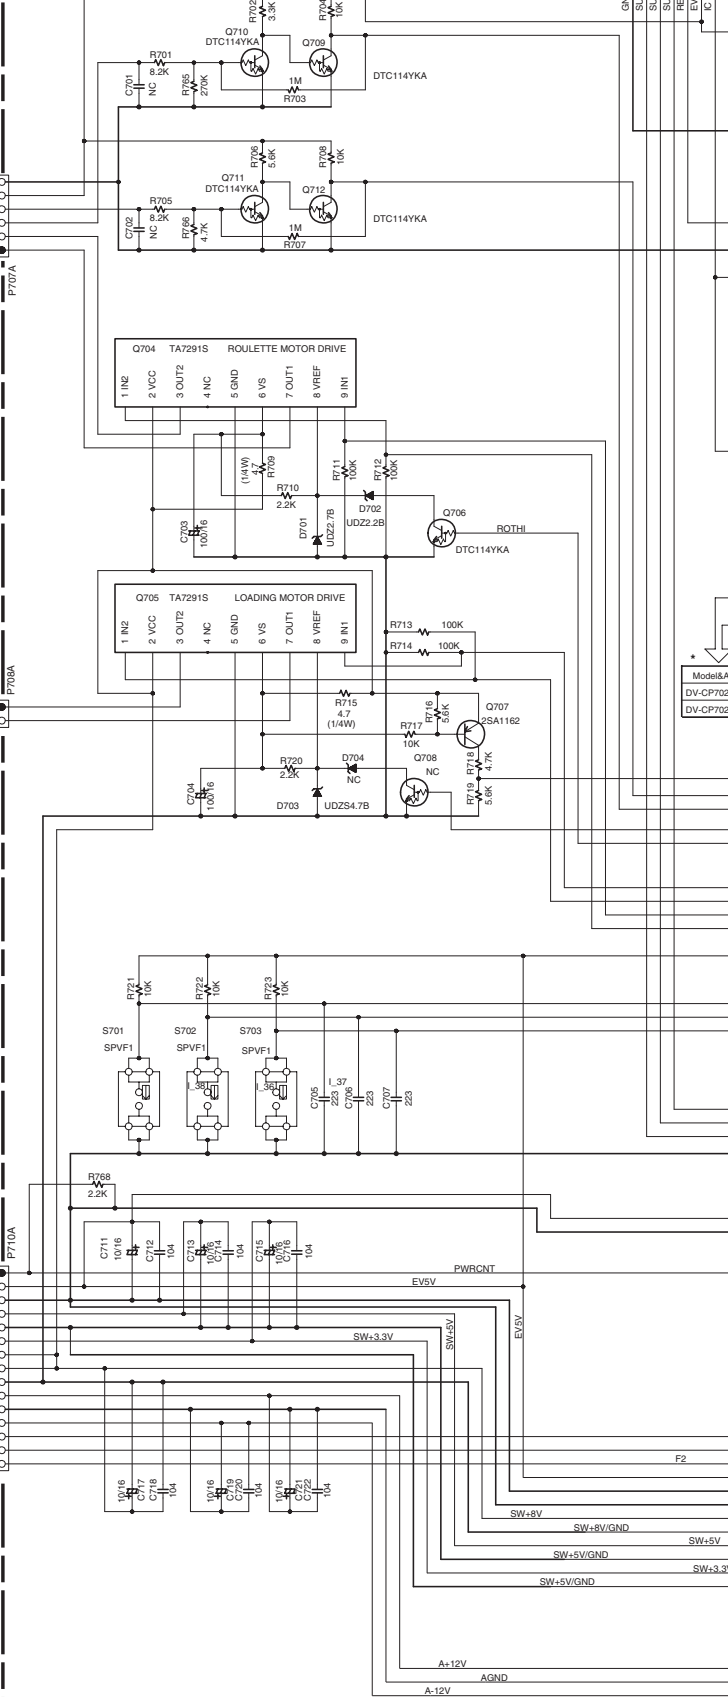 R702
3.3K
R704
10K
GN
SU
SU
SU
RE
EV
IC
Q710
DTC114YKA
Q709
R701
8.2K
C701
NC
R765
270K
1M
R703
DTC114YKA
R706
5.6K
R708
10K
Q711
DTC114YKA
Q712
R705
8.2K
C702
NC
R766
4.7K
1M
R707
DTC114YKA
P707A
Q704 TA7291S ROULETTE MOTOR DRIVE
1 IN2
2 VCC
3 OUT2
4 NC
5 GND
6 VS
7 OUT1
8 VREF
9 IN1
(1/4W)
4.7
R709
R711
100K
R712
100K
R710
2.2K
C703
100/16
D701
UDZ2.7B
D702
UDZ2.2B
Q706
DTC114YKA
ROTHI
Q705 TA7291S LOADING MOTOR DRIVE
1 IN2
2 VCC
3 OUT2
4 NC
5 GND
6 VS
7 OUT1
8 VREF
9 IN1
R713 100K
R714 100K
P708A
*
Model&A
DV-CP702
DV-CP702
R715
4.7
(1/4W)
R716
5.6K
Q707
2SA1162
R717
10K
R718
4.7K
R719
5.6K
R720
2.2K
D704
NC
Q708
NC
C704
100/16
D703
UDZS4.7B
R721
10K
R722
10K
R723
10K
S701
SPVF1
S702
SPVF1
S703
SPVF1
I_38
I_36
I_37
C705
223
C706
223
C707
223
R768
2.2K
P710A
C711
10/16
C712
104
C713
10/16
C714
104
C715
10/16
C716
104
PWRCNT
EV5V
SW+3.3V
SW+5V
EV5V
10/16
C717
C718
104
10/16
C719
C720
104
10/16
C721
C722
104
F2
SW+8V
SW+8V/GND
SW+5V
SW+5V/GND
SW+3.3V
SW+5V/GND
A+12V
AGND
A-12V